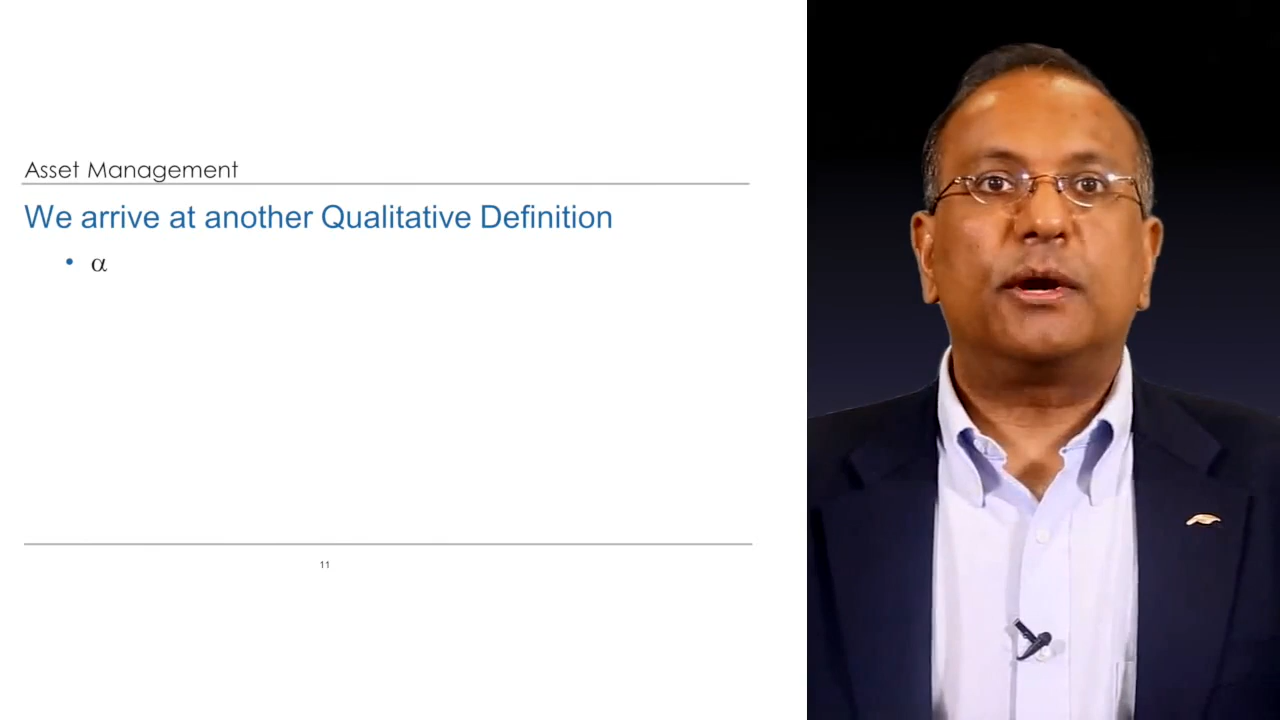 Asset Management
We arrive at another Qualitative Definition
• α
11